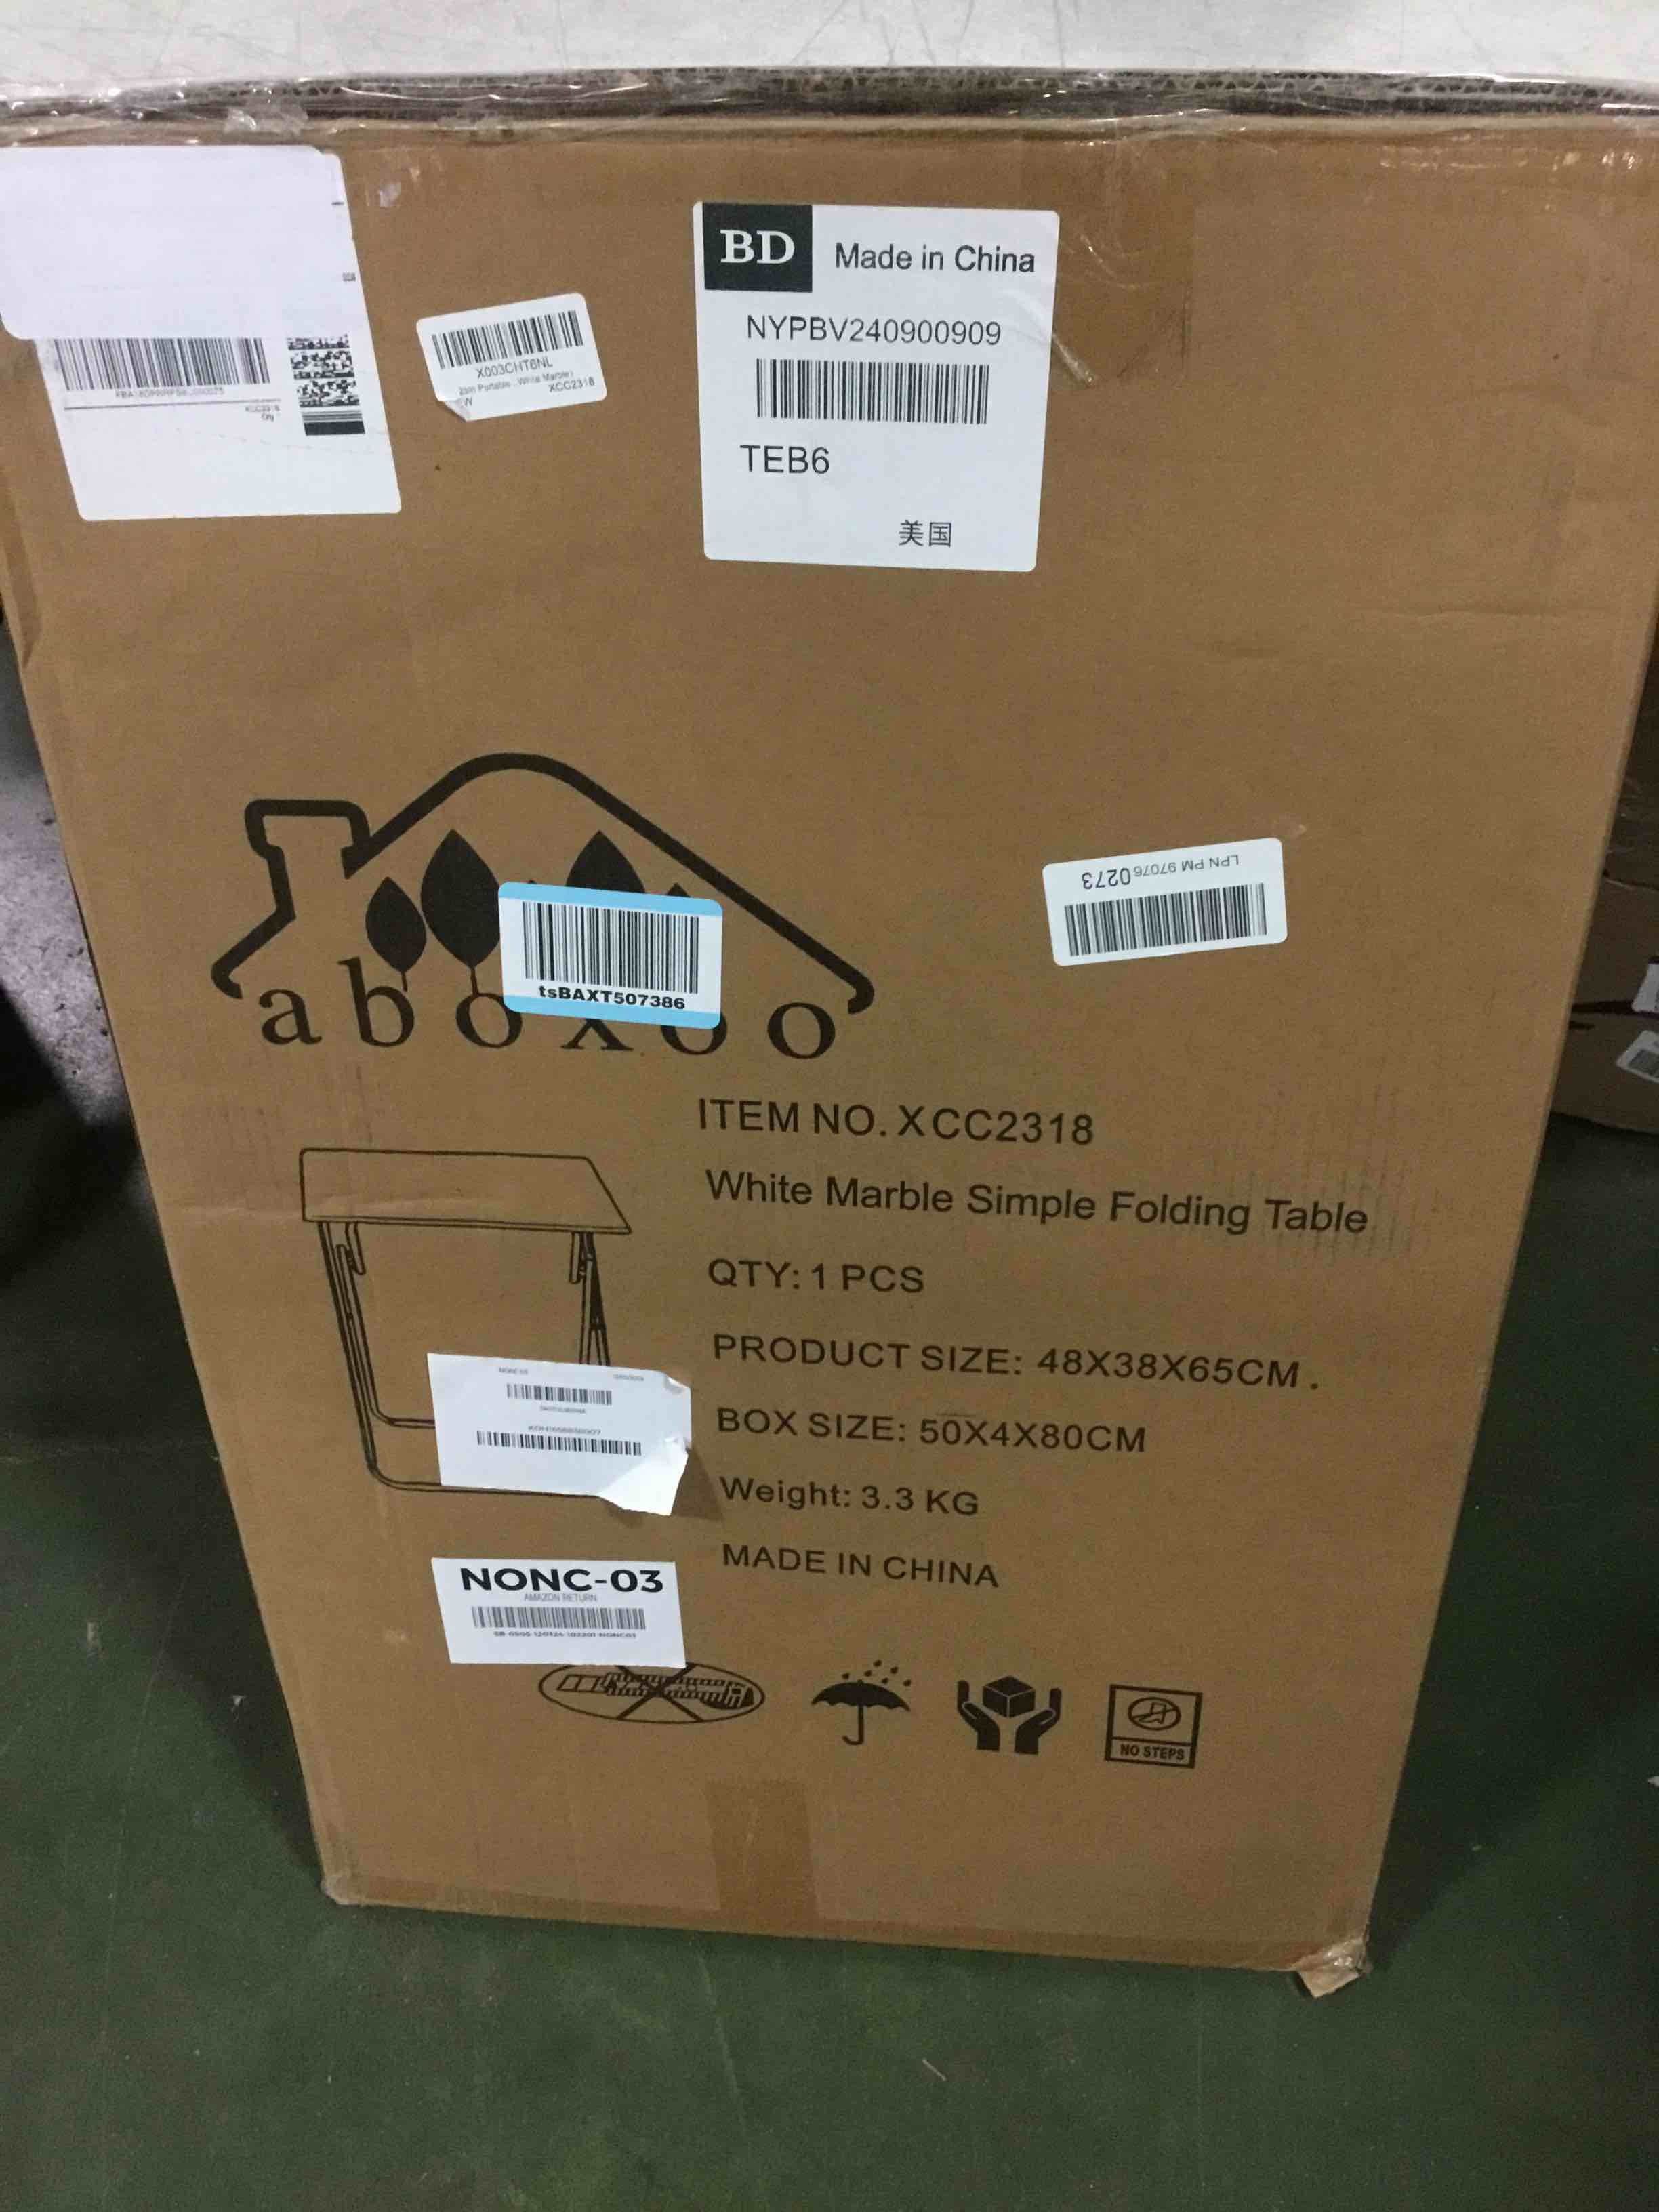 BD
Made in China
NYPBV240900909
TEB6
美国
X003CHT6NL
XCC2318
XCC2318
Qty
LPN PM 97076 0273
tsBAXT507386
aboxoo
ITEM NO. XCC2318
White Marble Simple Folding Table
QTY: 1 PCS
PRODUCT SIZE: 48X38X65CM .
BOX SIZE: 50X4X80CM
Weight: 3.3 KG
MADE IN CHINA
NONC-03
AMAZON RETURN
NO STEPS